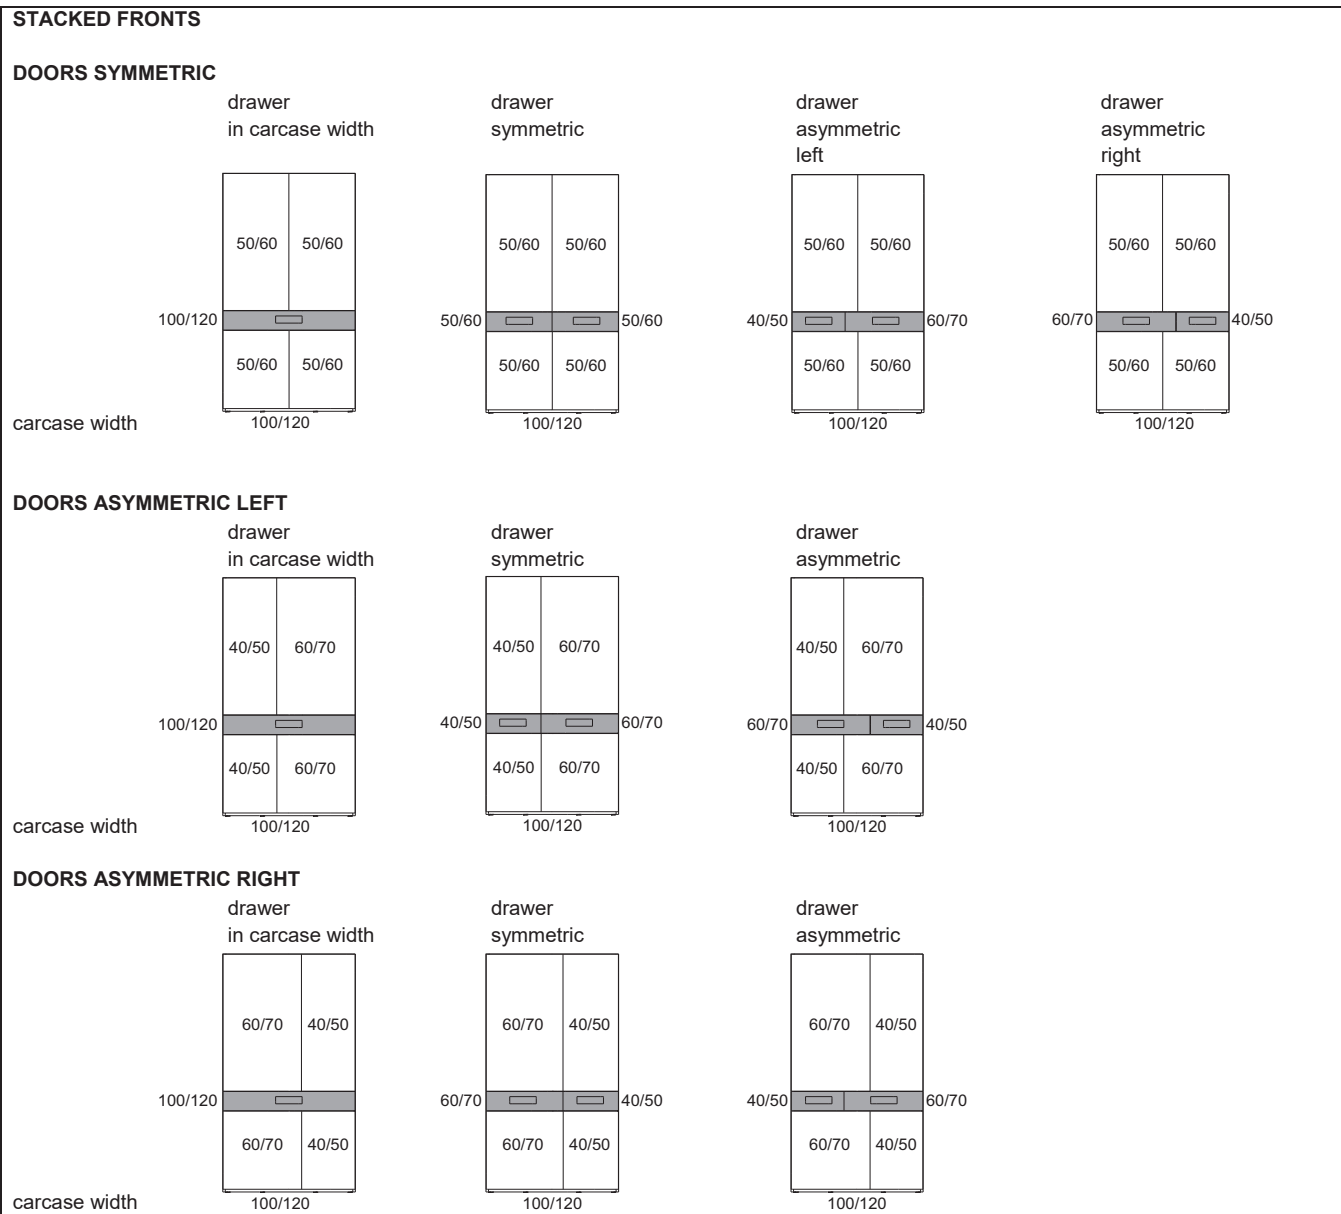 STACKED FRONTS
DOORS SYMMETRIC
drawer
in carcase width
drawer
symmetric
drawer
asymmetric
left
drawer
asymmetric
right
50/60 50/60 50/60 50/60 50/60 50/60 50/60 50/60
100/120 50/60 50/60 40/50 60/70 60/70 40/50
50/60 50/60 50/60 50/60 50/60 50/60 50/60 50/60
carcase width 100/120 100/120 100/120 100/120
DOORS ASYMMETRIC LEFT
drawer
in carcase width
drawer
symmetric
drawer
asymmetric
40/50 60/70 40/50 60/70 40/50 60/70
100/120 40/50 60/70 60/70 40/50
40/50 60/70 40/50 60/70 40/50 60/70
carcase width 100/120 100/120 100/120
DOORS ASYMMETRIC RIGHT
drawer
in carcase width
drawer
symmetric
drawer
asymmetric
60/70 40/50 60/70 40/50 60/70 40/50
100/120 60/70 40/50 40/50 60/70
60/70 40/50 60/70 40/50 60/70 40/50
carcase width 100/120 100/120 100/120